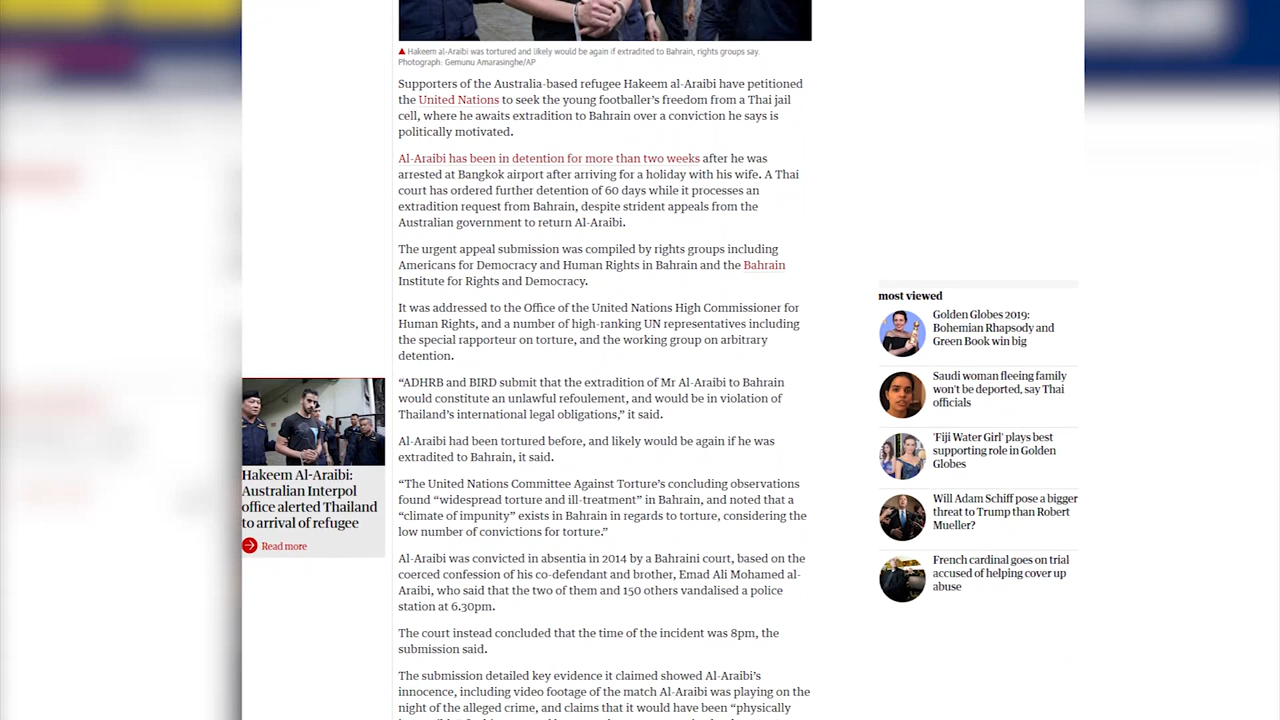 Hakeem al-Araibi was tortured and likely would be again if extradited to Bahrain, rights groups say.
Photograph: Gemunu Amarasinghe/AP
Supporters of the Australia-based refugee Hakeem al-Araibi have petitioned
the United Nations to seek the young footballer’s freedom from a Thai jail
cell, where he awaits extradition to Bahrain over a conviction he says is
politically motivated.
Al-Araibi has been in detention for more than two weeks after he was
arrested at Bangkok airport after arriving for a holiday with his wife. A Thai
court has ordered further detention of 60 days while it processes an
extradition request from Bahrain, despite strident appeals from the
Australian government to return Al-Araibi.
The urgent appeal submission was compiled by rights groups including
Americans for Democracy and Human Rights in Bahrain and the Bahrain
Institute for Rights and Democracy.
It was addressed to the Office of the United Nations High Commissioner for
Human Rights, and a number of high-ranking UN representatives including
the special rapporteur on torture, and the working group on arbitrary
detention.
“ADHRB and BIRD submit that the extradition of Mr Al-Araibi to Bahrain
would constitute an unlawful refoulement, and would be in violation of
Thailand’s international legal obligations,” it said.
Al-Araibi had been tortured before, and likely would be again if he was
extradited to Bahrain, it said.
“The United Nations Committee Against Torture’s concluding observations
found “widespread torture and ill-treatment” in Bahrain, and noted that a
“climate of impunity” exists in Bahrain in regards to torture, considering the
low number of convictions for torture.”
Al-Araibi was convicted in absentia in 2014 by a Bahraini court, based on the
coerced confession of his co-defendant and brother, Emad Ali Mohamed al-
Araibi, who said that the two of them and 150 others vandalised a police
station at 6.30pm.
The court instead concluded that the time of the incident was 8pm, the
submission said.
The submission detailed key evidence it claimed showed Al-Araibi’s
innocence, including video footage of the match Al-Araibi was playing on the
night of the alleged crime, and claims that it would have been “physically
Hakeem Al-Araibi:
Australian Interpol
office alerted Thailand
to arrival of refugee
Read more
most viewed
Golden Globes 2019:
Bohemian Rhapsody and
Green Book win big
Saudi woman fleeing family
won’t be deported, say Thai
officials
'Fiji Water Girl' plays best
supporting role in Golden
Globes
Will Adam Schiff pose a bigger
threat to Trump than Robert
Mueller?
French cardinal goes on trial
accused of helping cover up
abuse